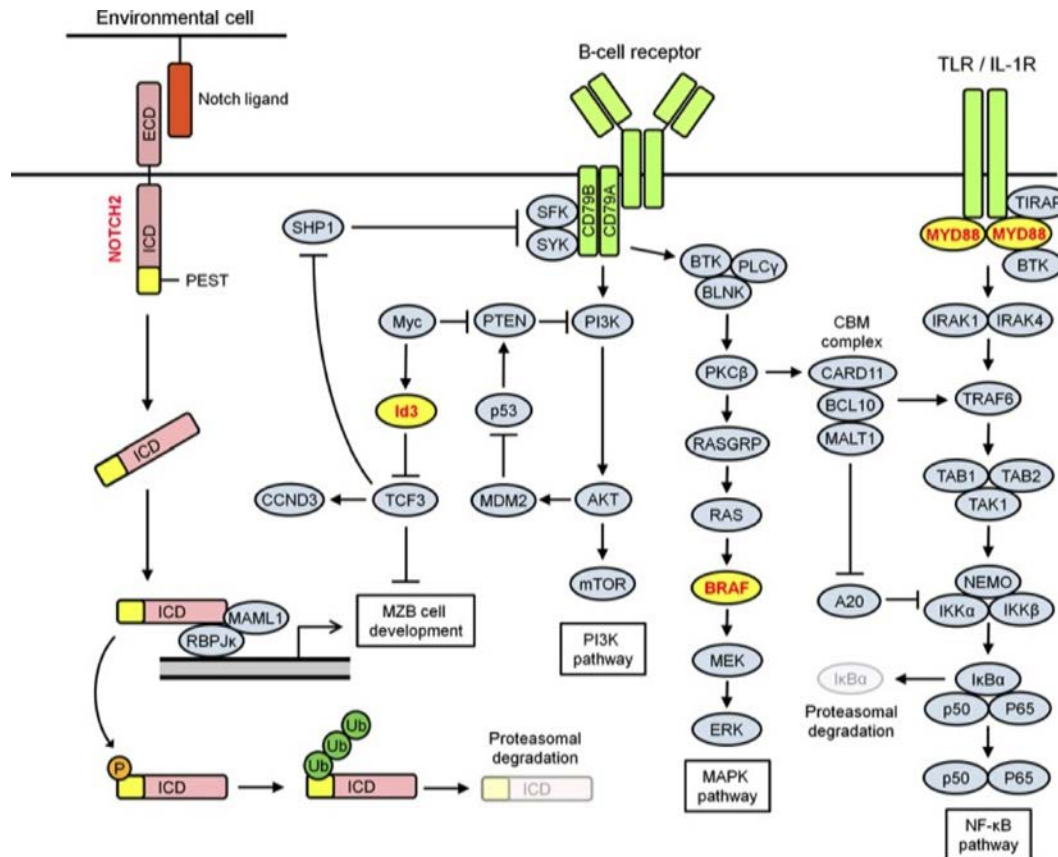 Environmental cell
Notch ligand
ECD
NOTCH2
ICD
PEST
ICD
ICD
MAML1
RBPJκ
P
ICD
Ub
Ub
Ub
ICD
Proteasomal
degradation
ICD
MZB cell
development
SHP1
Myc
PTEN
PI3K
Id3
p53
CCND3
TCF3
MDM2
AKT
mTOR
PI3K
pathway
B-cell receptor
CD79B
CD79A
SFK
SYK
BTK
PLCγ
BLNK
PKCβ
RASGRP
RAS
BRAF
MEK
ERK
MAPK
pathway
CBM
complex
CARD11
BCL10
MALT1
A20
TLR / IL-1R
TIRAP
MYD88
MYD88
BTK
IRAK1
IRAK4
TRAF6
TAB1
TAB2
TAK1
NEMO
IKKα
IKKβ
IκBα
IκBα
p50
P65
Proteasomal
degradation
p50
P65
NF-κB
pathway